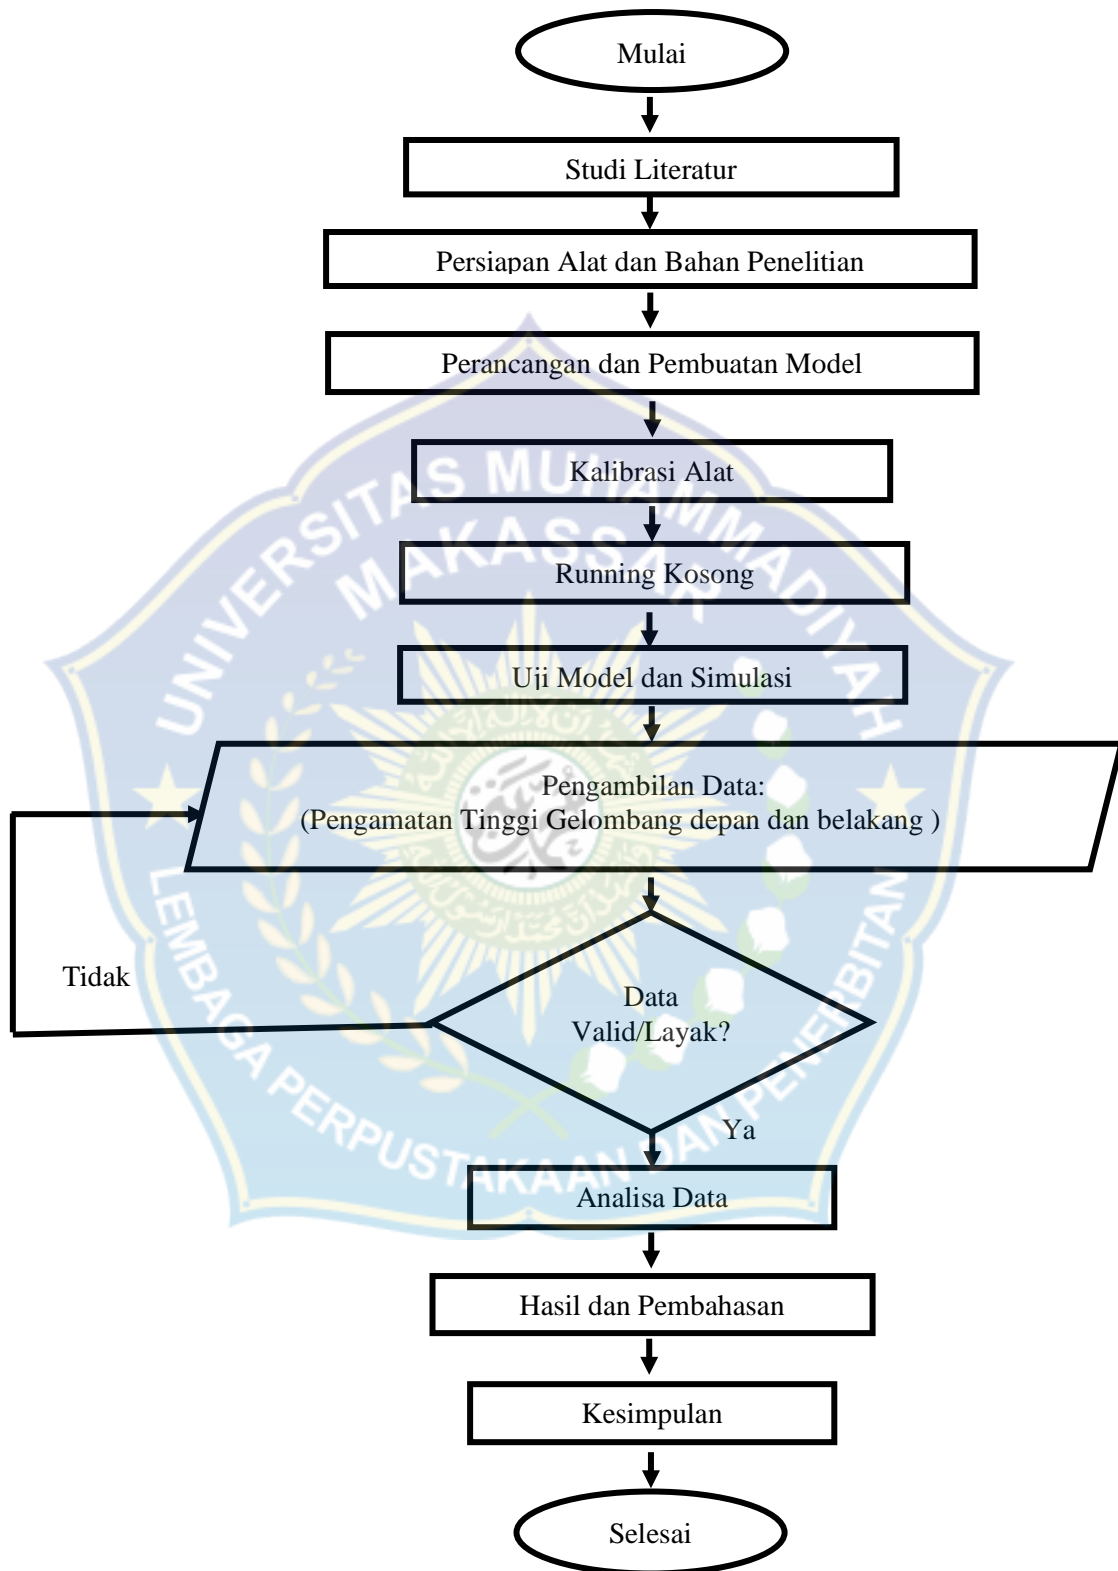 Mulai
Studi Literatur
Persiapan Alat dan Bahan Penelitian
Perancangan dan Pembuatan Model
Kalibrasi Alat
Running Kosong
Uji Model dan Simulasi
Pengambilan Data:
(Pengamatan Tinggi Gelombang depan dan belakang )
Tidak
Data
Valid/Layak?
Ya
Analisa Data
Hasil dan Pembahasan
Kesimpulan
Selesai
UNIVERSITAS MUHAMMADIYAH
MAKASSAR
LEMBAGA PERPUSTAKAAN DAN PENERBITAN